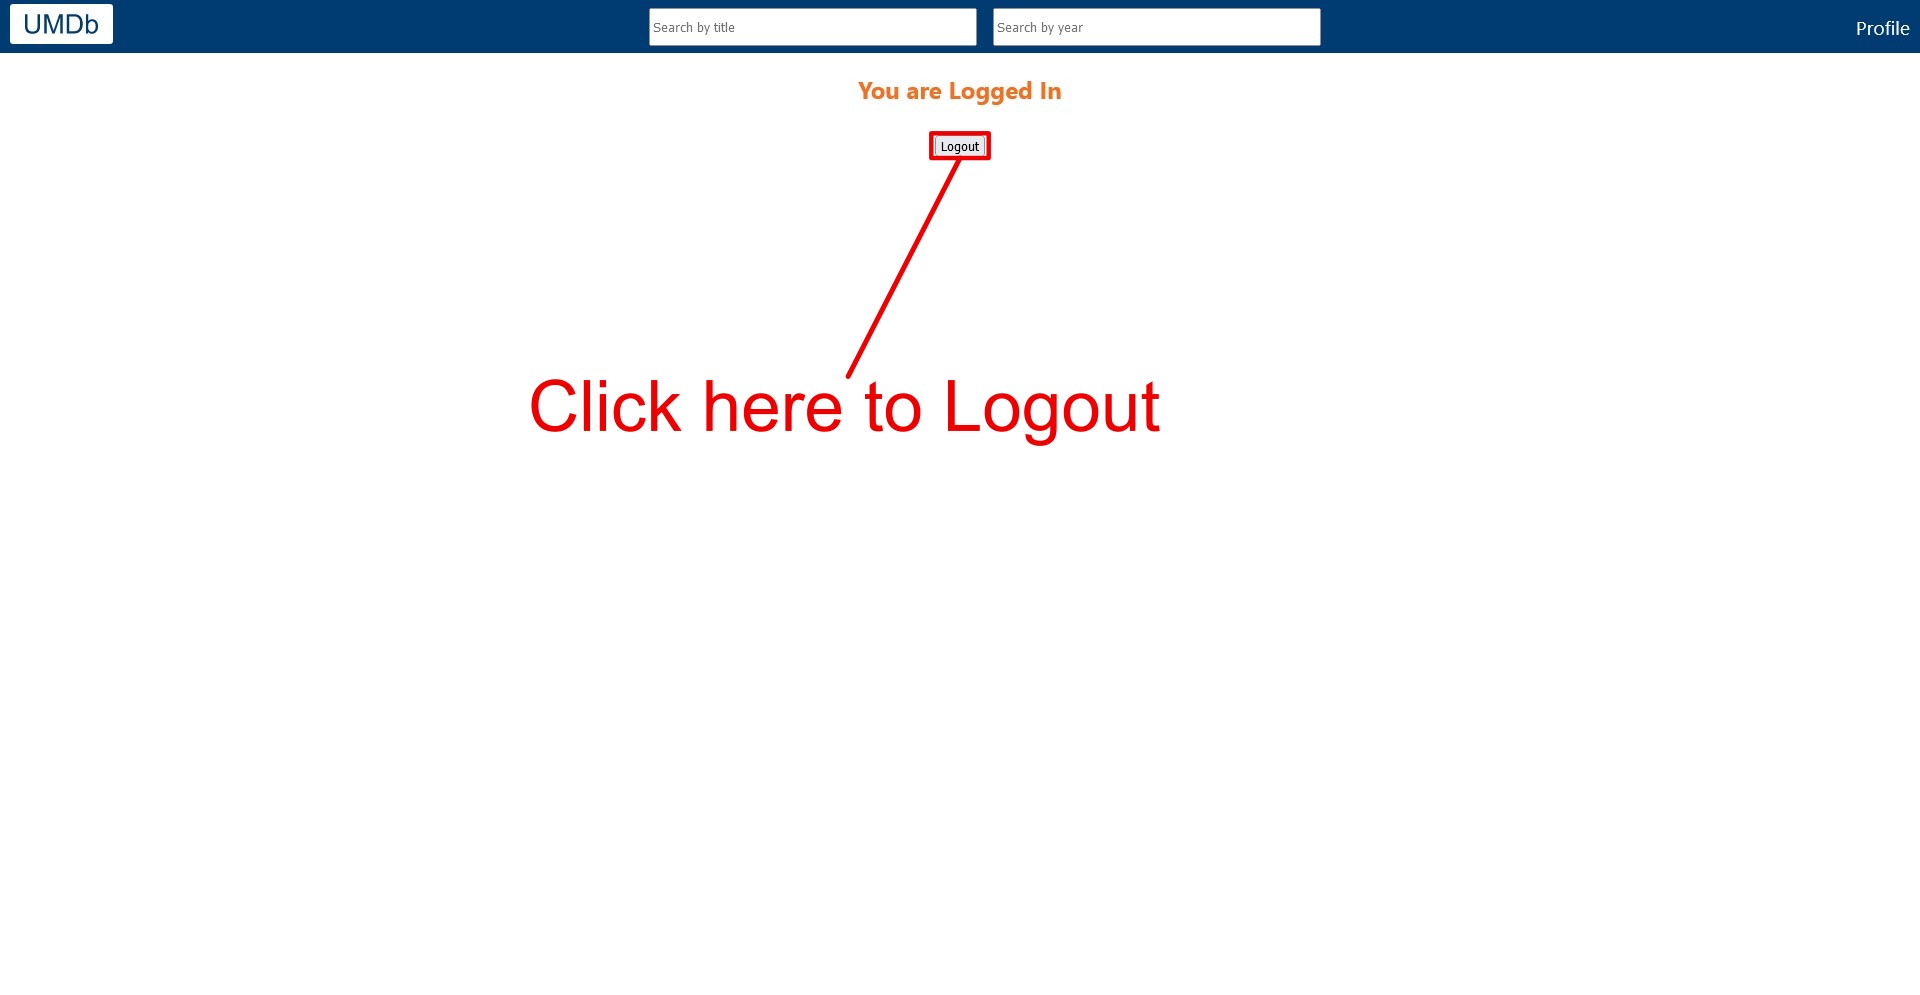 UMDb
Search by title
Search by year
Profile
You are Logged In
Logout
Click here to Logout